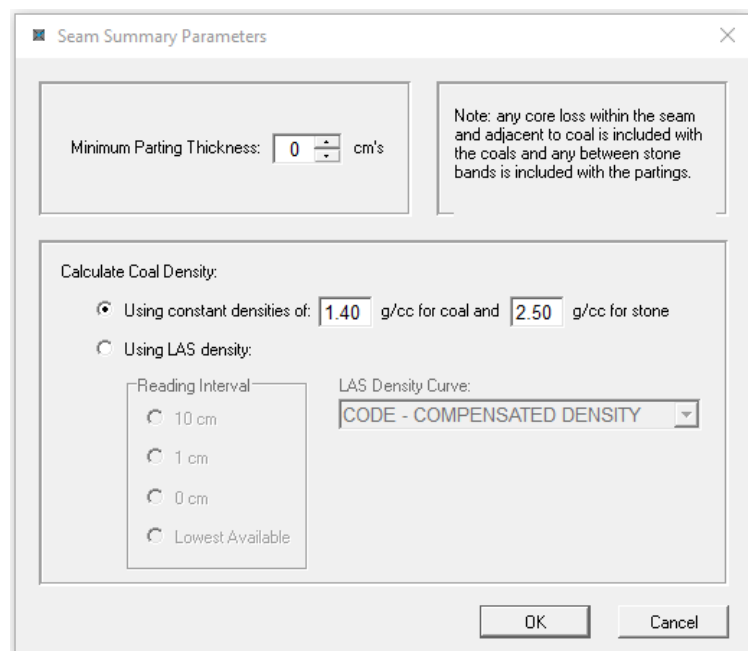 Seam Summary Parameters
Minimum Parting Thickness: 0 cm's
Note: any core loss within the seam
and adjacent to coal is included with
the coals and any between stone
bands is included with the partings.
Calculate Coal Density:
Using constant densities of: 1.40 g/cc for coal and 2.50 g/cc for stone
Using LAS density:
Reading Interval
10 cm
1 cm
0 cm
Lowest Available
LAS Density Curve:
CODE - COMPENSATED DENSITY
OK Cancel